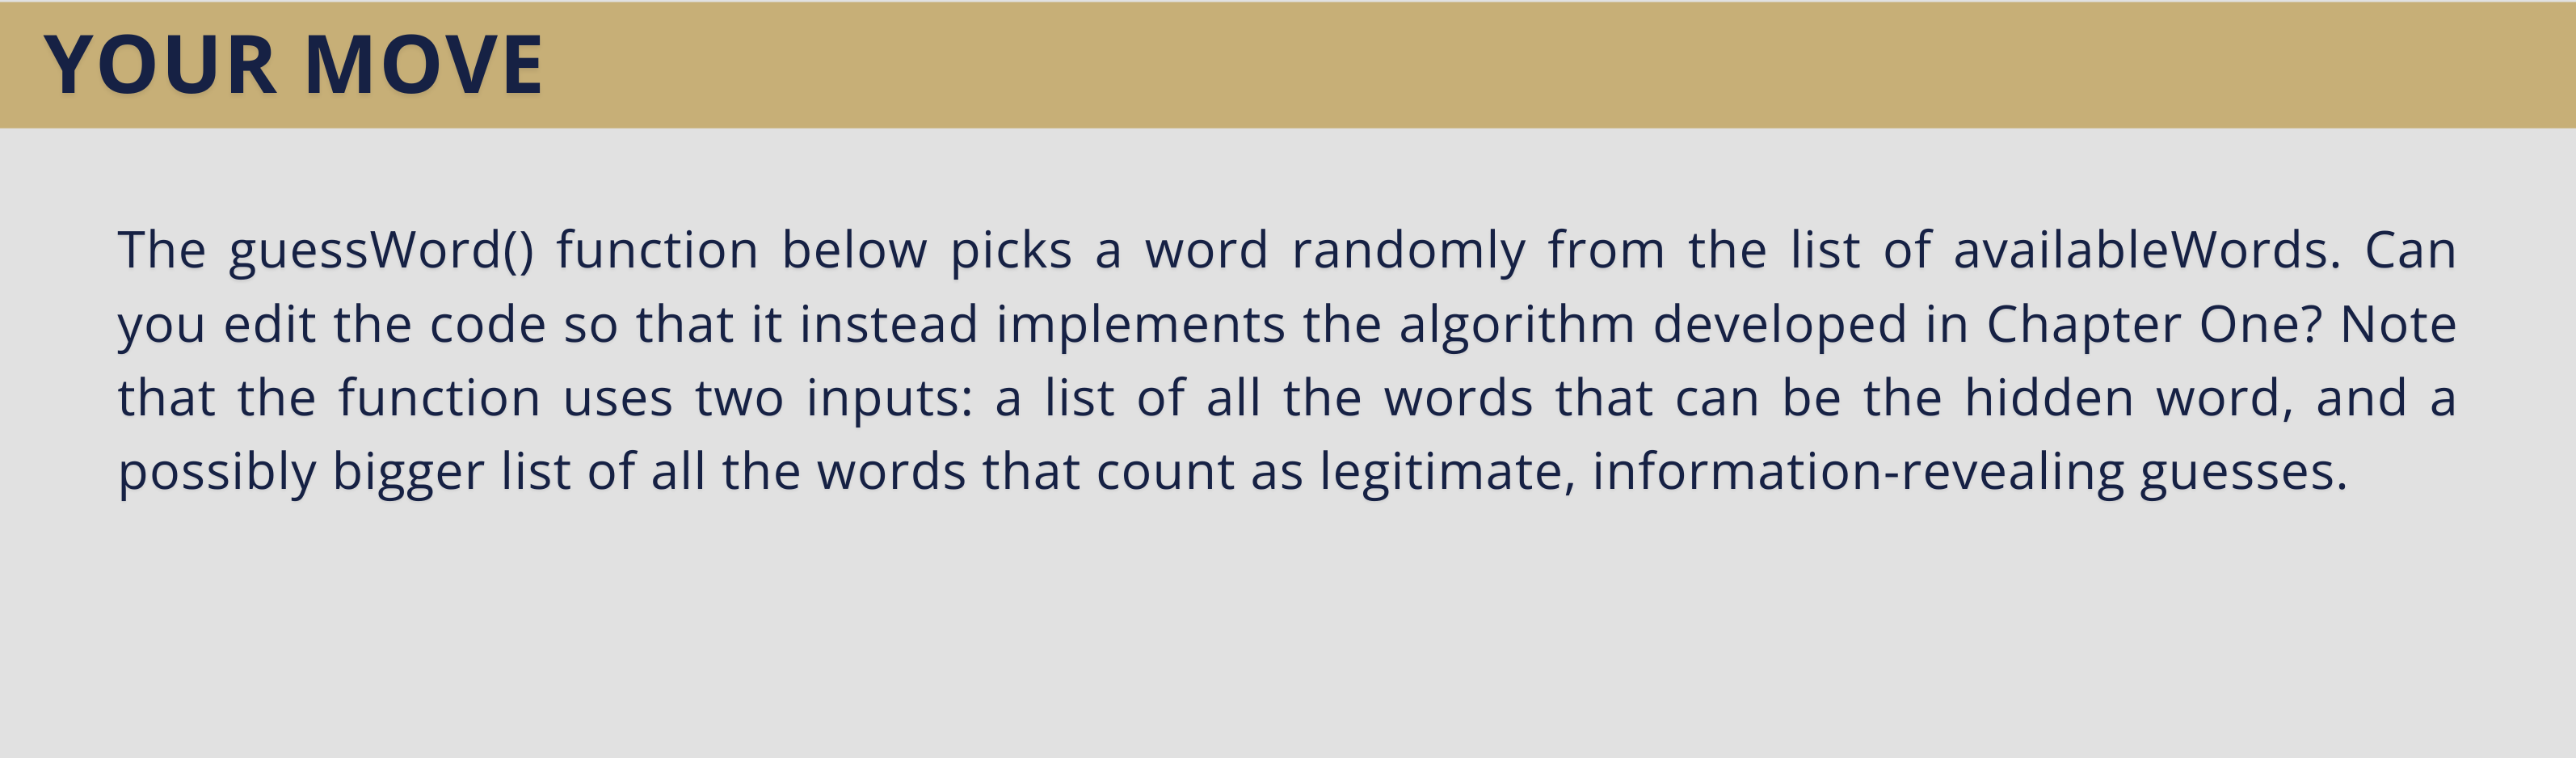 YOUR MOVE
The guessWord() function below picks a word randomly from the list of availableWords. Can
you edit the code so that it instead implements the algorithm developed in Chapter One? Note
that the function uses two inputs: a list of all the words that can be the hidden word, and a
possibly bigger list of all the words that count as legitimate, information-revealing guesses.